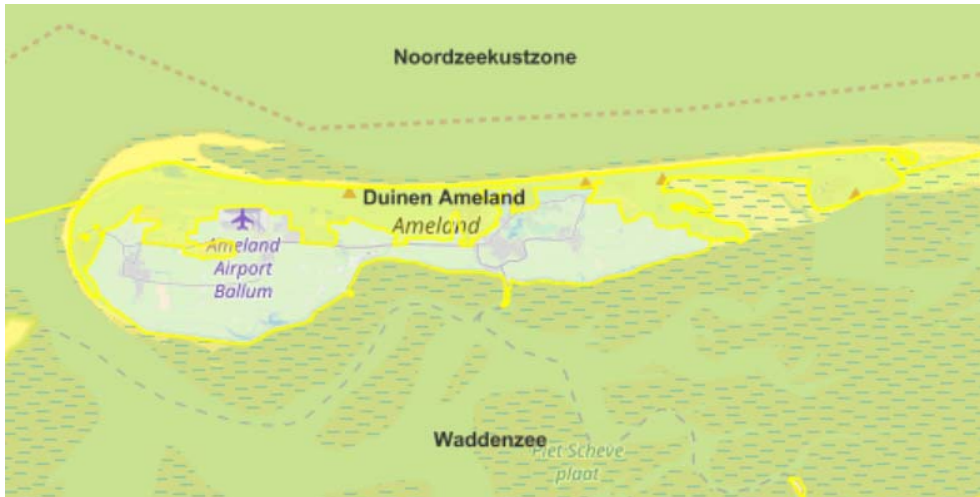 Noordzeekustzone
Duinen Ameland
Ameland
Ameland
Airport
Ballum
Waddenzee
Piet Scheve
plaat